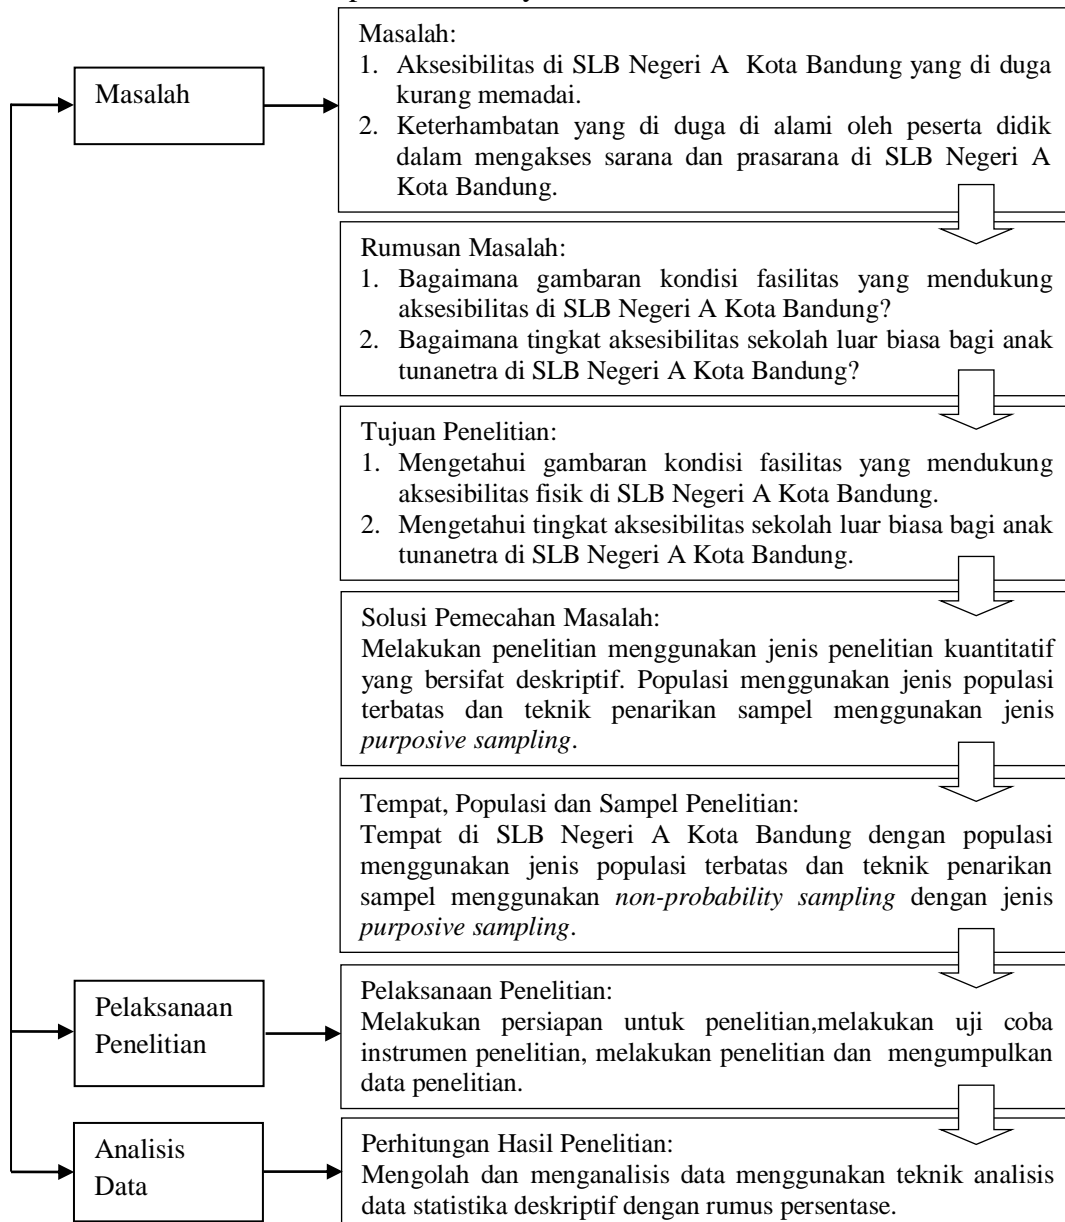 Masalah
Masalah:
1. Aksesibilitas di SLB Negeri A Kota Bandung yang di duga
kurang memadai.
2. Keterhambatan yang di duga di alami oleh peserta didik
dalam mengakses sarana dan prasarana di SLB Negeri A
Kota Bandung.
Rumusan Masalah:
1. Bagaimana gambaran kondisi fasilitas yang mendukung
aksesibilitas di SLB Negeri A Kota Bandung?
2. Bagaimana tingkat aksesibilitas sekolah luar biasa bagi anak
tunanetra di SLB Negeri A Kota Bandung?
Tujuan Penelitian:
1. Mengetahui gambaran kondisi fasilitas yang mendukung
aksesibilitas fisik di SLB Negeri A Kota Bandung.
2. Mengetahui tingkat aksesibilitas sekolah luar biasa bagi anak
tunanetra di SLB Negeri A Kota Bandung.
Solusi Pemecahan Masalah:
Melakukan penelitian menggunakan jenis penelitian kuantitatif
yang bersifat deskriptif. Populasi menggunakan jenis populasi
terbatas dan teknik penarikan sampel menggunakan jenis
purposive sampling.
Tempat, Populasi dan Sampel Penelitian:
Tempat di SLB Negeri A Kota Bandung dengan populasi
menggunakan jenis populasi terbatas dan teknik penarikan
sampel menggunakan non-probability sampling dengan jenis
purposive sampling.
Pelaksanaan
Penelitian
Pelaksanaan Penelitian:
Melakukan persiapan untuk penelitian,melakukan uji coba
instrumen penelitian, melakukan penelitian dan mengumpulkan
data penelitian.
Analisis
Data
Perhitungan Hasil Penelitian:
Mengolah dan menganalisis data menggunakan teknik analisis
data statistika deskriptif dengan rumus persentase.